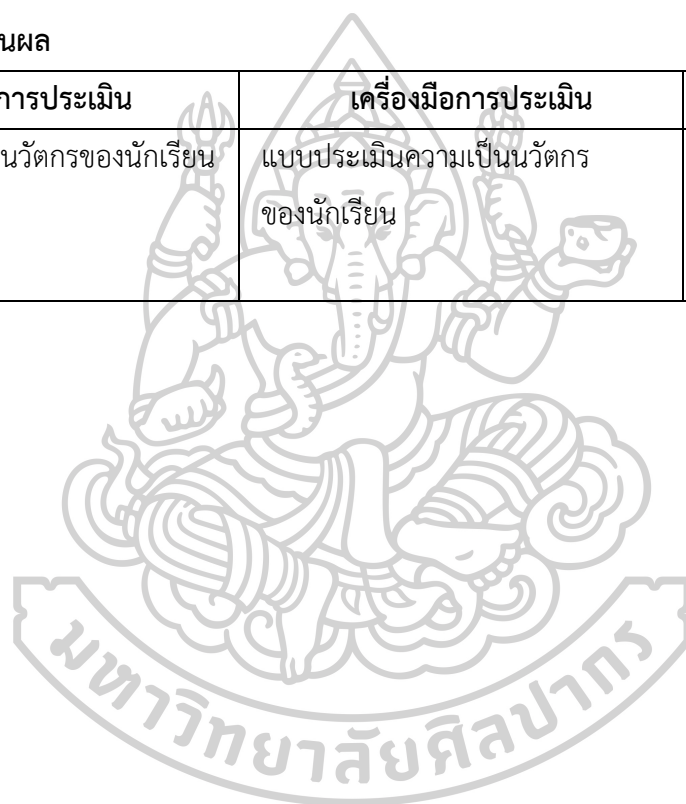 นผล
การประเมิน เครื่องมือการประเมิน
นวัตกรของนักเรียน แบบประเมินความเป็นนวัตกร
ของนักเรียน
มหาวิทยาลัยศิลปากร